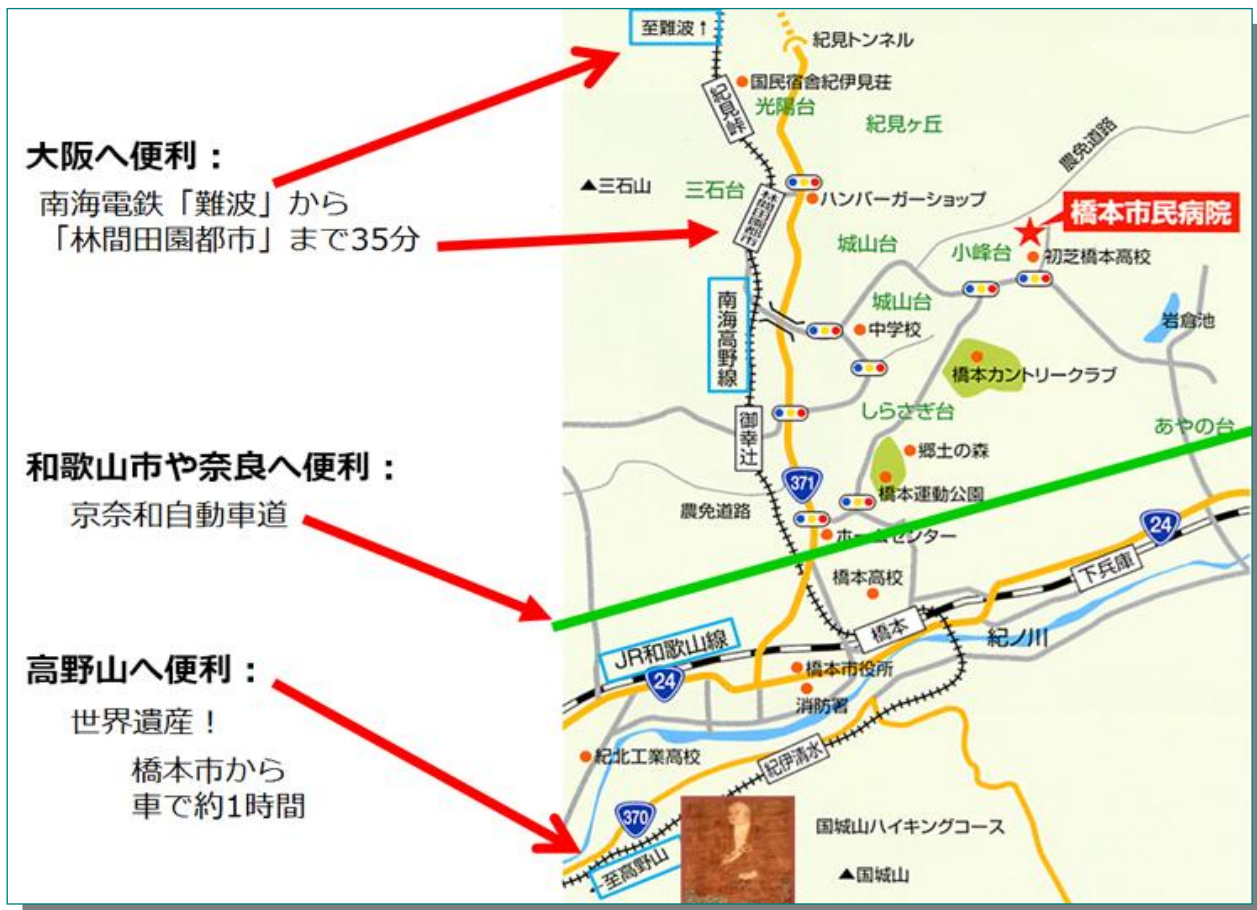 大阪へ便利：
南海電鉄「難波」から
「林間田園都市」まで35分
和歌山市や奈良へ便利：
京奈和自動車道
高野山へ便利：
世界遺産！
橋本市から
車で約1時間
至難波↑
紀見トンネル
国民宿舎紀伊見荘
紀見峠
光陽台
紀見ヶ丘
農免道路
▲三石山
三石台
林間田園都市
ハンバーガーショップ
橋本市民病院
城山台
小峰台
初芝橋本高校
南海高野線
城山台
中学校
岩倉池
橋本カントリークラブ
御幸辻
しらさぎ台
あやの台
郷土の森
371
橋本運動公園
農免道路
ホームセンター
24
橋本高校
下兵庫
橋本
紀ノ川
JR和歌山線
24
橋本市役所
消防署
紀北工業高校
紀伊清水
370
国城山ハイキングコース
至高野山
▲国城山